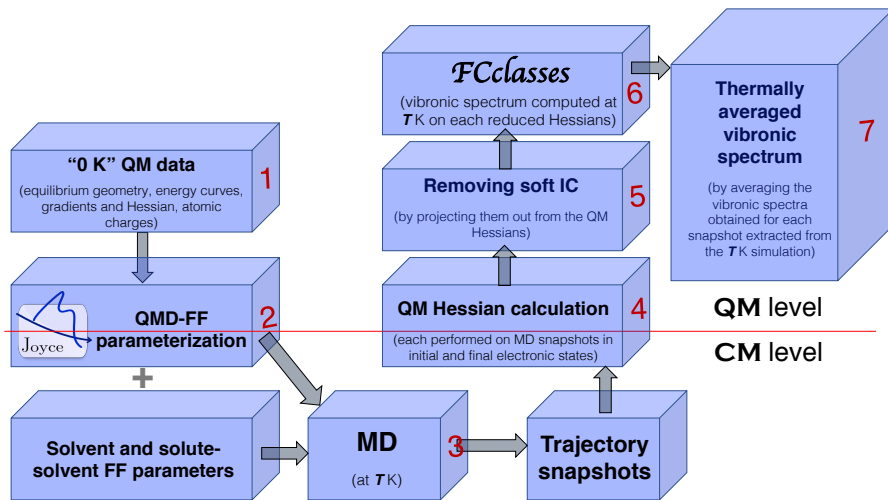 "0 K" QM data
(equilibrium geometry, energy curves,
gradients and Hessian, atomic
charges)
1
Joyce
QMD-FF
parameterization
2
+
Solvent and solute-
solvent FF parameters
MD
(at T K)
3
Trajectory
snapshots
QM Hessian calculation
(each performed on MD snapshots in
initial and final electronic states)
4
Removing soft IC
(by projecting them out from the QM
Hessians)
5
FCclasses
(vibronic spectrum computed at
T K on each reduced Hessians)
6
Thermally
averaged
vibronic
spectrum
(by averaging the
vibronic spectra
obtained for each
snapshot extracted from
the T K simulation)
7
QM level
CM level